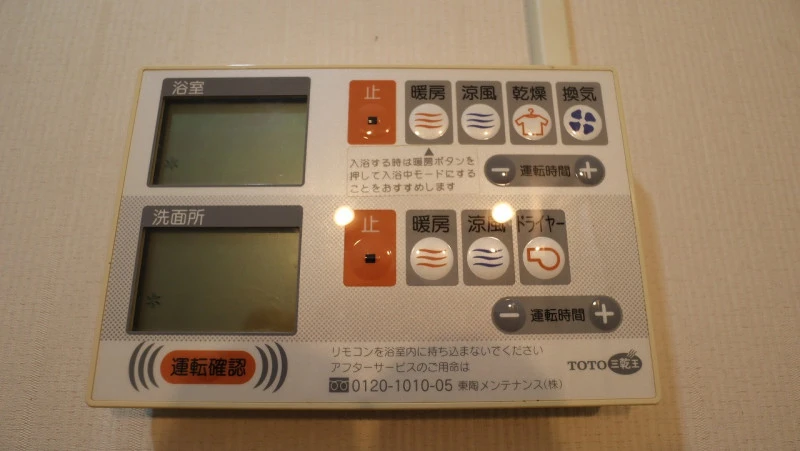 浴室
止
暖房
涼風
乾燥
換気
入浴する時は暖房ボタンを
押して入浴中モードにする
ことをおすすめします
− 運転時間 +
洗面所
止
暖房
涼風
ドライヤー
− 運転時間 +
運転確認
リモコンを浴室内に持ち込まないでください
アフターサービスのご用命は
0120-1010-05 東陶メンテナンス(株)
TOTO 三乾王